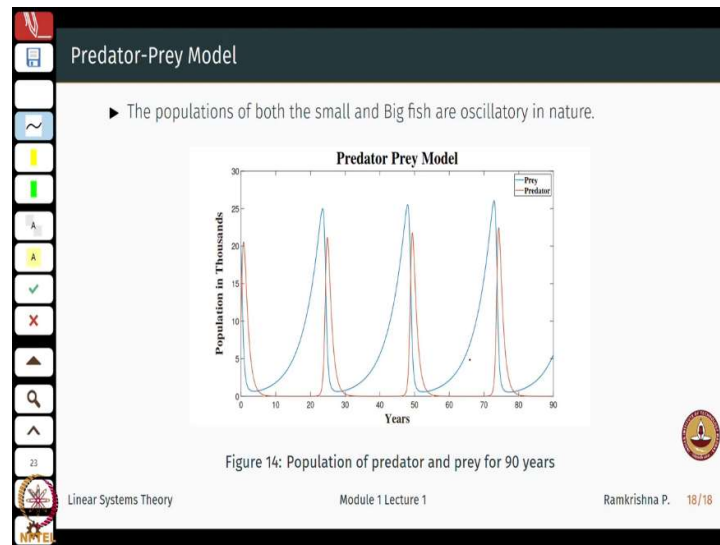 Predator-Prey Model
▶ The populations of both the small and Big fish are oscillatory in nature.
Predator Prey Model
Prey
Predator
Population in Thousands
30
25
20
15
10
5
0
0 10 20 30 40 50 60 70 80 90
Years
Figure 14: Population of predator and prey for 90 years
A
A
23
Linear Systems Theory Module 1 Lecture 1 Ramkrishna P. 18/18
NPTEL